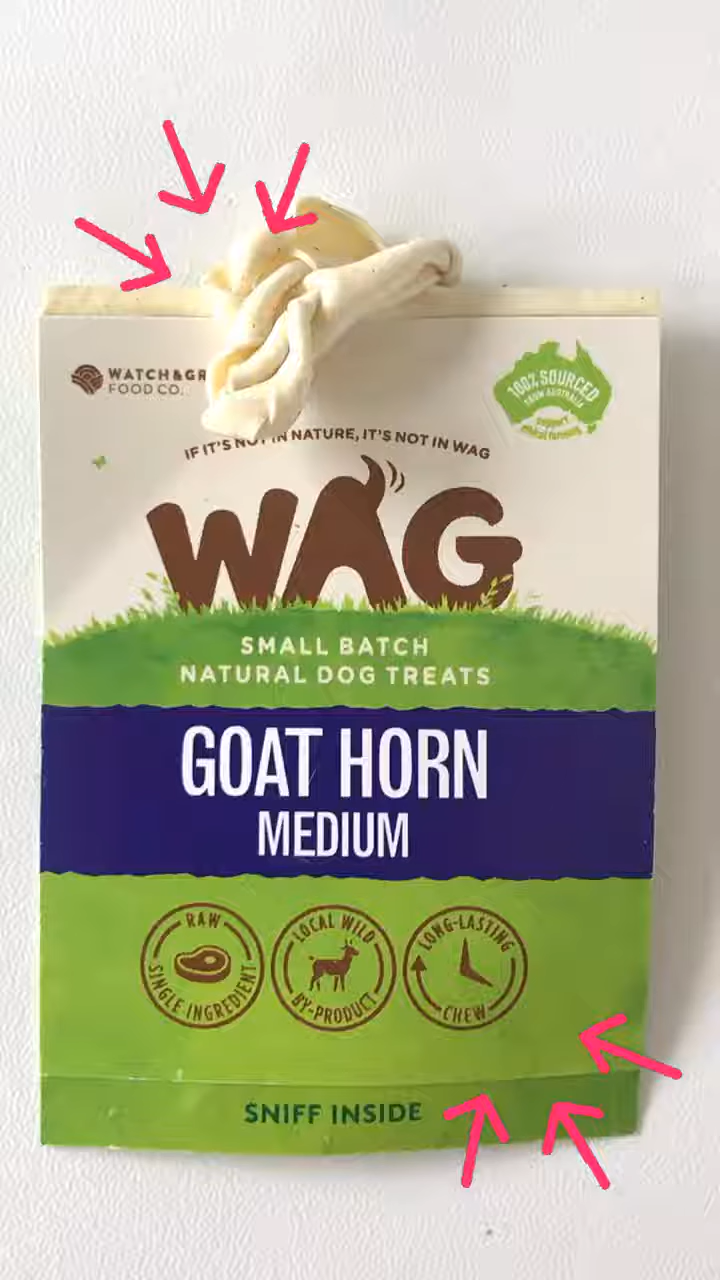 WATCH&GR
FOOD CO.
100% SOURCED
FROM AUSTRALIA
IF IT'S NOT IN NATURE, IT'S NOT IN WAG
WAG
SMALL BATCH
NATURAL DOG TREATS
GOAT HORN
MEDIUM
RAW
SINGLE INGREDIENT
LOCAL WILD
BY-PRODUCT
LONG-LASTING
CHEW
SNIFF INSIDE